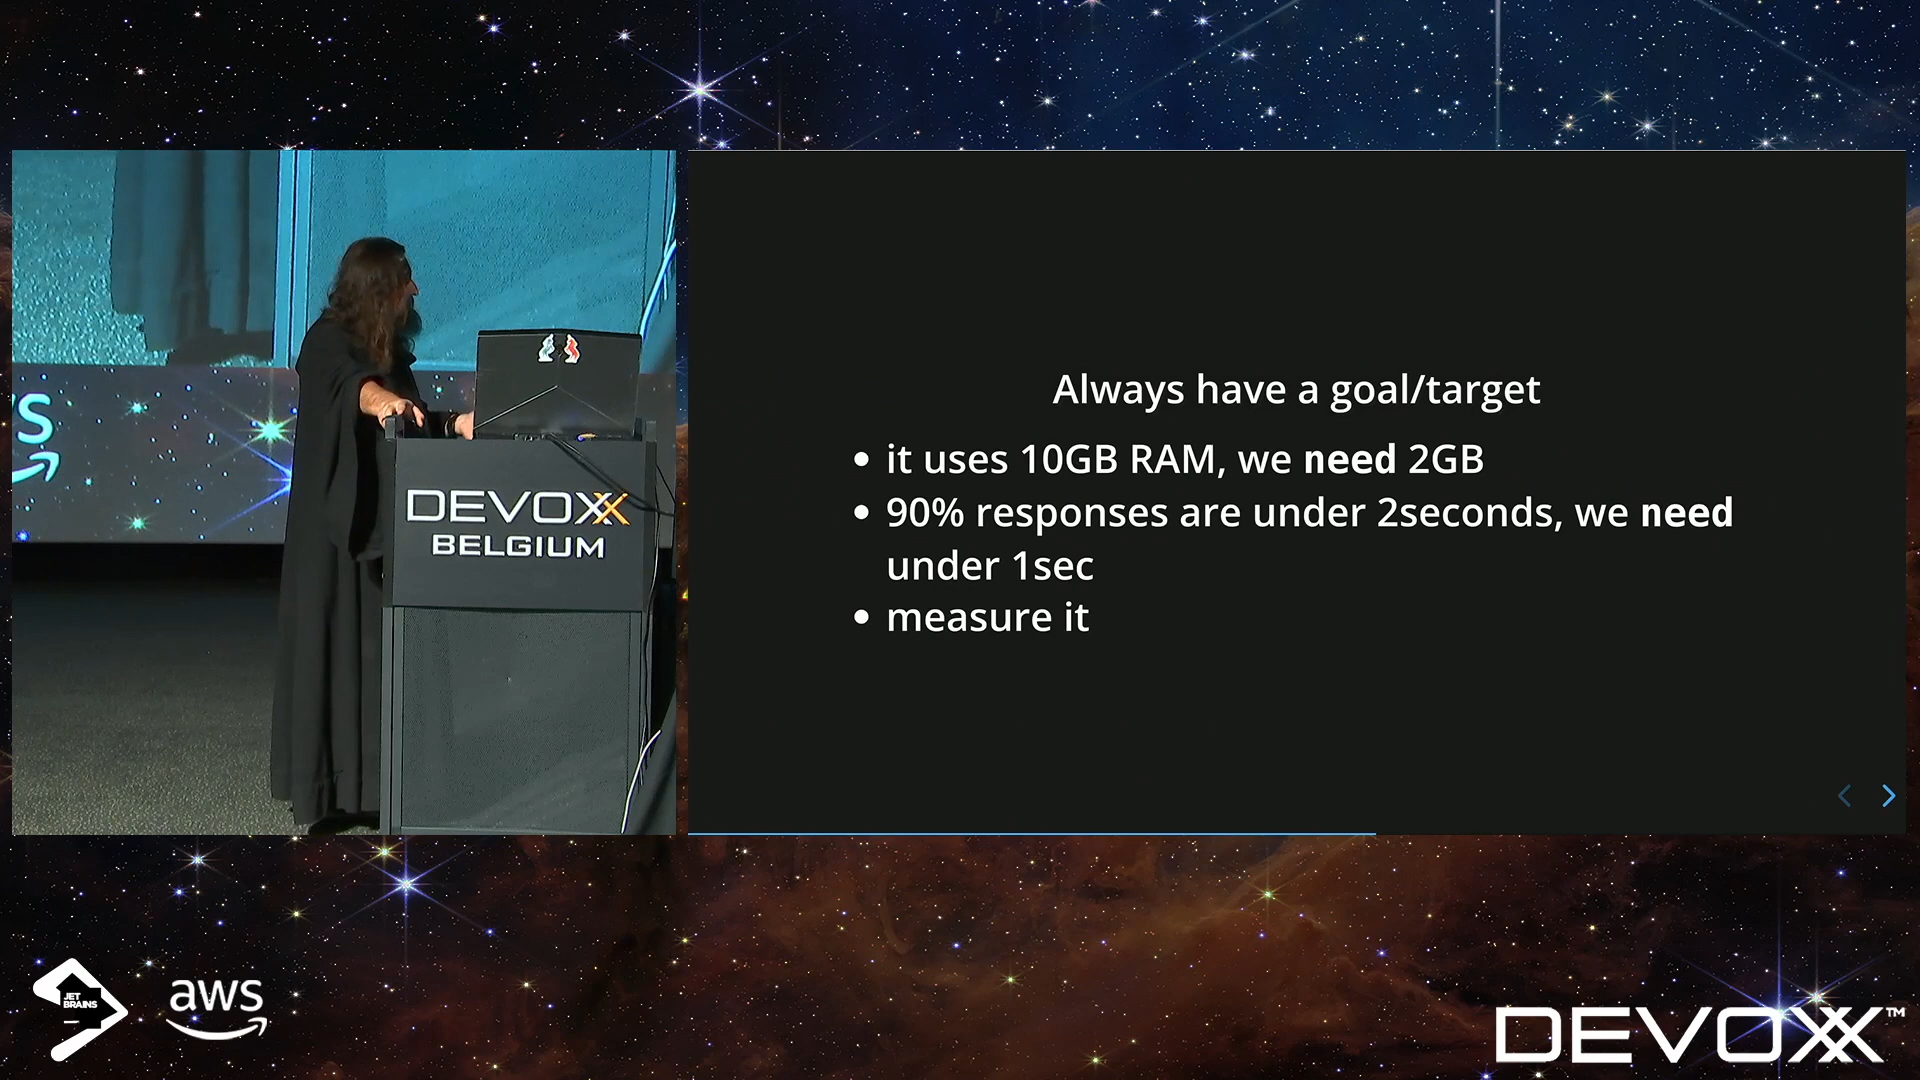 S
DEVOXX
BELGIUM
Always have a goal/target
• it uses 10GB RAM, we need 2GB
• 90% responses are under 2seconds, we need
under 1sec
• measure it
JET
BRAINS
aws
DEVOXX™